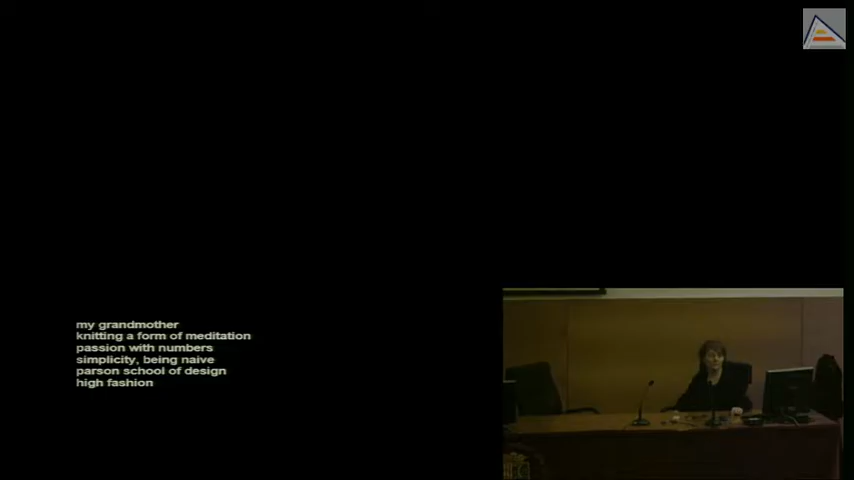 my grandmother
knitting a form of meditation
passion with numbers
simplicity, being naive
parson school of design
high fashion